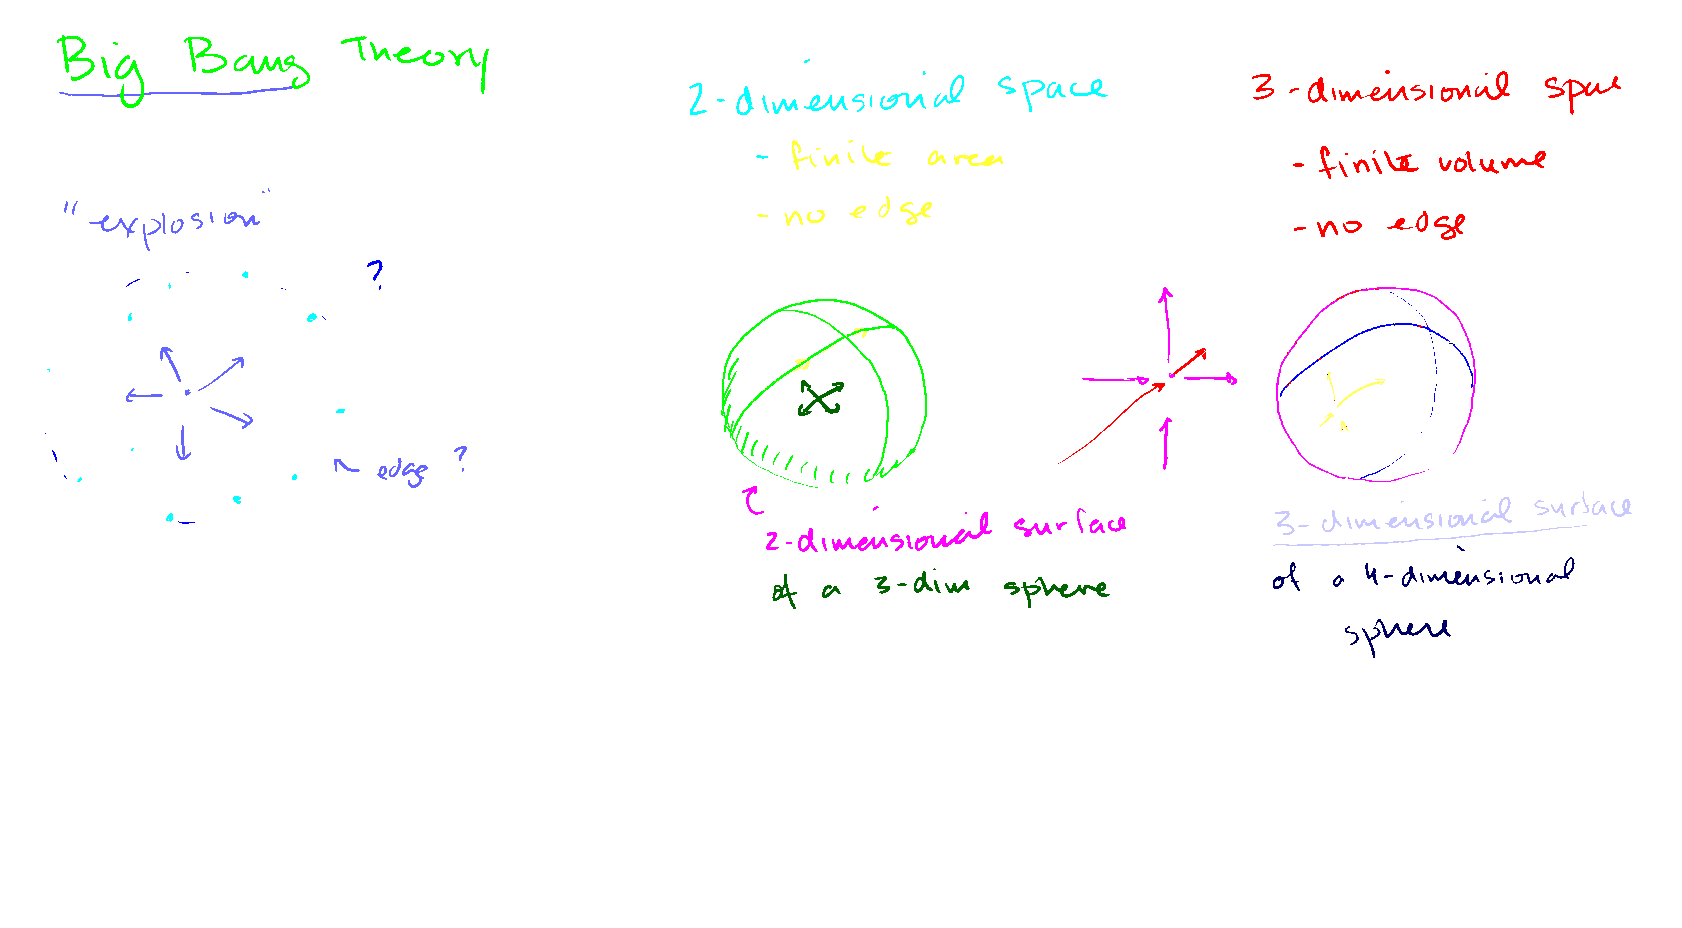 Big Bang Theory
"explosion"
?
edge ?
2-dimensional space
- finite area
- no edge
2-dimensional surface
of a 3-dim sphere
3-dimensional space
- finite volume
- no edge
3-dimensional surface
of a 4-dimensional
sphere